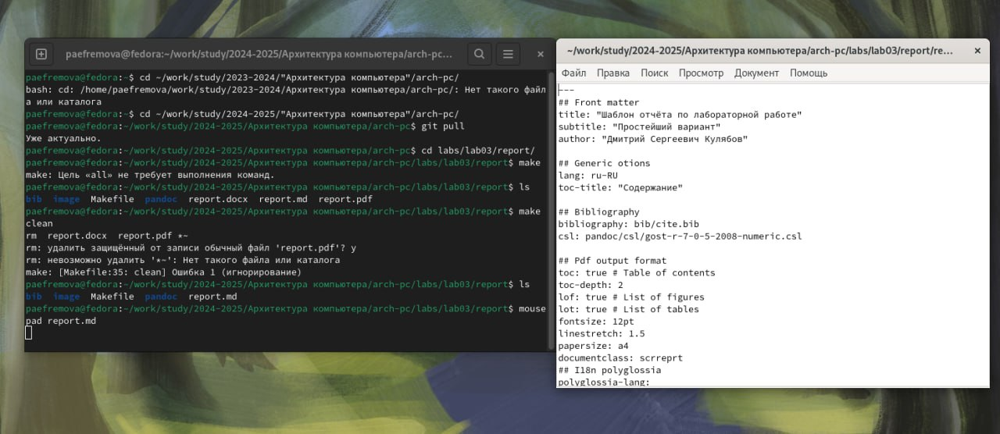 paefremova@fedora:~/work/study/2024-2025/Архитектура компьютера/arch-pc...
paefremova@fedora:~$ cd ~/work/study/2023-2024/"Архитектура компьютера"/arch-pc/
bash: cd: /home/paefremova/work/study/2023-2024/Архитектура компьютера/arch-pc/: Нет такого файл
а или каталога
paefremova@fedora:~$ cd ~/work/study/2024-2025/"Архитектура компьютера"/arch-pc/
paefremova@fedora:~/work/study/2024-2025/Архитектура компьютера/arch-pc$ git pull
Уже актуально.
paefremova@fedora:~/work/study/2024-2025/Архитектура компьютера/arch-pc$ cd labs/lab03/report/
paefremova@fedora:~/work/study/2024-2025/Архитектура компьютера/arch-pc/labs/lab03/report$ make
make: Цель «all» не требует выполнения команд.
paefremova@fedora:~/work/study/2024-2025/Архитектура компьютера/arch-pc/labs/lab03/report$ ls
bib  image  Makefile  pandoc  report.docx  report.md  report.pdf
paefremova@fedora:~/work/study/2024-2025/Архитектура компьютера/arch-pc/labs/lab03/report$ make
clean
rm  report.docx  report.pdf *~
rm: удалить защищённый от записи обычный файл 'report.pdf'? y
rm: невозможно удалить '*~': Нет такого файла или каталога
make: [Makefile:35: clean] Ошибка 1 (игнорирование)
paefremova@fedora:~/work/study/2024-2025/Архитектура компьютера/arch-pc/labs/lab03/report$ ls
bib  image  Makefile  pandoc  report.md
paefremova@fedora:~/work/study/2024-2025/Архитектура компьютера/arch-pc/labs/lab03/report$ mouse
pad report.md
~/work/study/2024-2025/Архитектура компьютера/arch-pc/labs/lab03/report/re...
Файл Правка Поиск Просмотр Документ Помощь
---
## Front matter
title: "Шаблон отчёта по лабораторной работе"
subtitle: "Простейший вариант"
author: "Дмитрий Сергеевич Кулябов"
## Generic otions
lang: ru-RU
toc-title: "Содержание"
## Bibliography
bibliography: bib/cite.bib
csl: pandoc/csl/gost-r-7-0-5-2008-numeric.csl
## Pdf output format
toc: true # Table of contents
toc-depth: 2
lof: true # List of figures
lot: true # List of tables
fontsize: 12pt
linestretch: 1.5
papersize: a4
documentclass: scrreprt
## I18n polyglossia
polyglossia-lang: